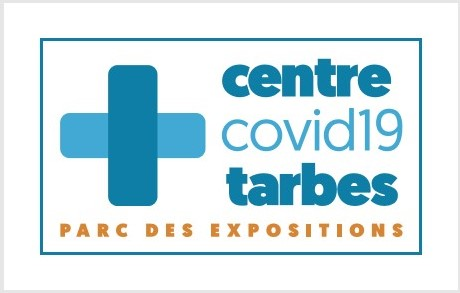 centre
covid19
tarbes
PARC DES EXPOSITIONS